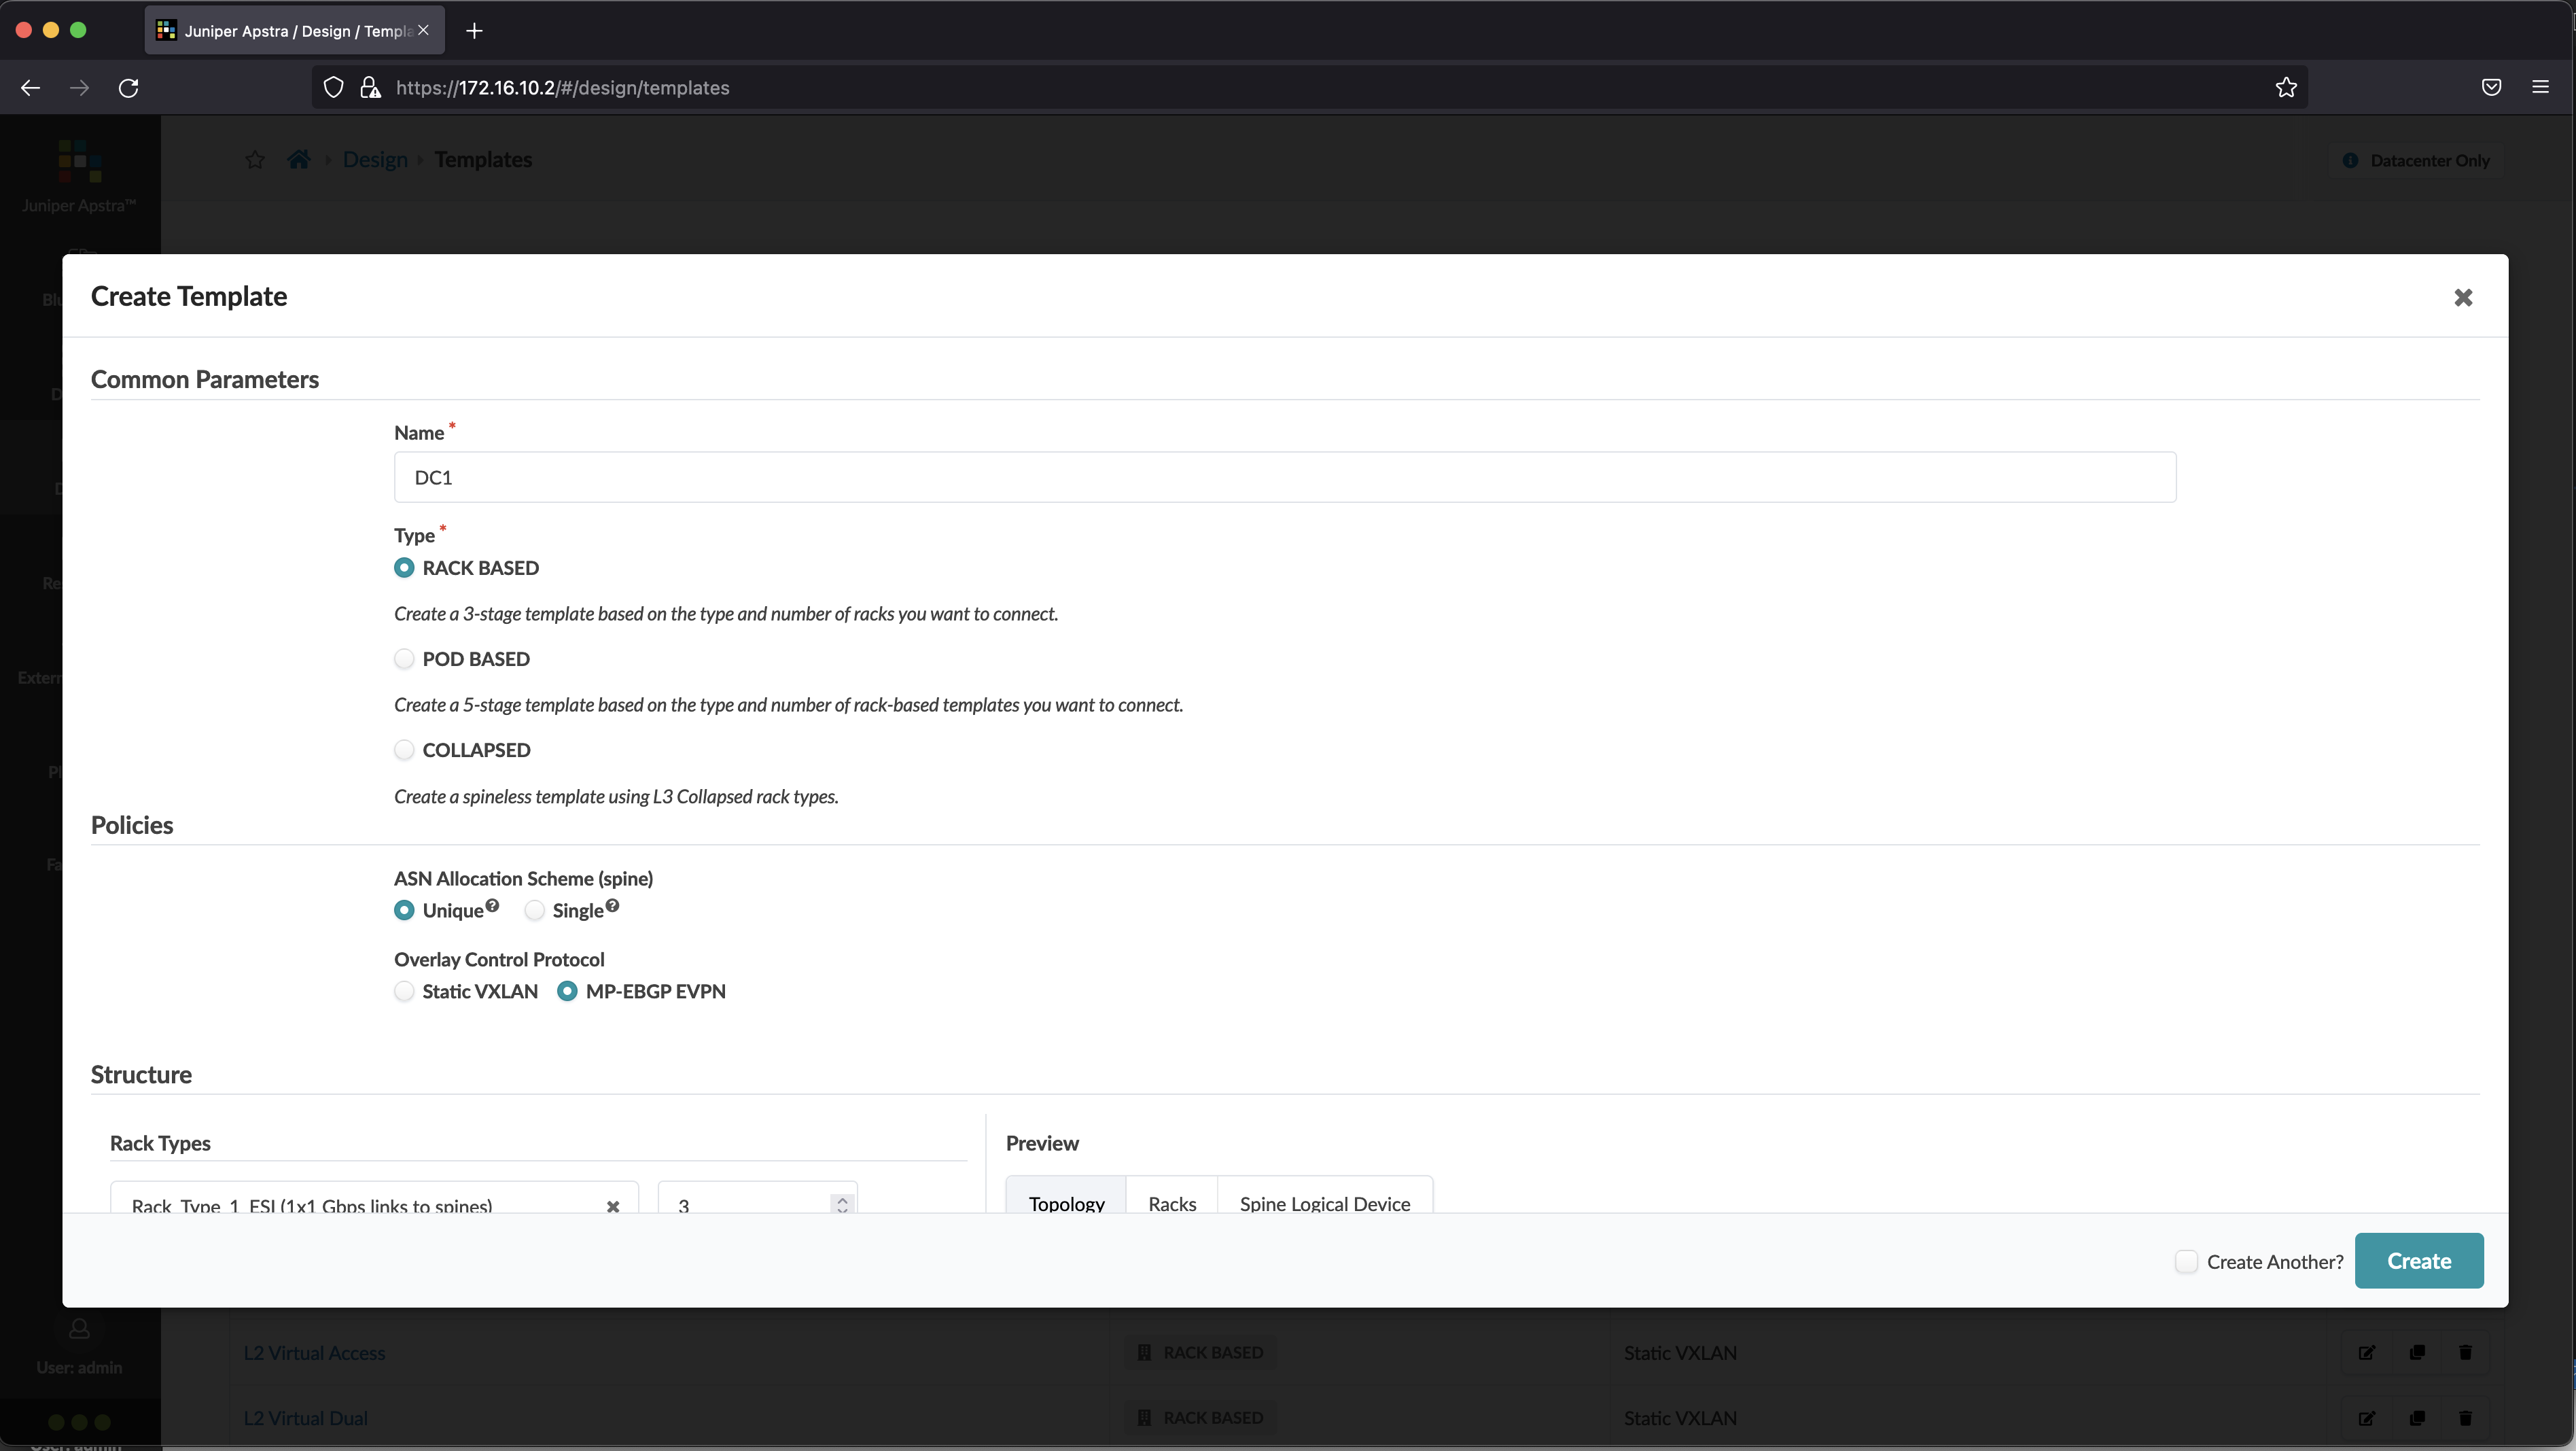 Juniper Apstra / Design / Templa
https://172.16.10.2/#/design/templates
Juniper Apstra™
Design
Templates
Datacenter Only
Create Template
Common Parameters
Name *
DC1
Type *
RACK BASED
Create a 3-stage template based on the type and number of racks you want to connect.
POD BASED
Create a 5-stage template based on the type and number of rack-based templates you want to connect.
COLLAPSED
Create a spineless template using L3 Collapsed rack types.
Policies
ASN Allocation Scheme (spine)
Unique Single
Overlay Control Protocol
Static VXLAN MP-EBGP EVPN
Structure
Rack Types
Preview
Rack_Type_1_ESI (1x1 Gbps links to spines)
3
Topology Racks Spine Logical Device
Create Another?
Create
User: admin
L2 Virtual Access RACK BASED Static VXLAN
L2 Virtual Dual RACK BASED Static VXLAN
User: admin